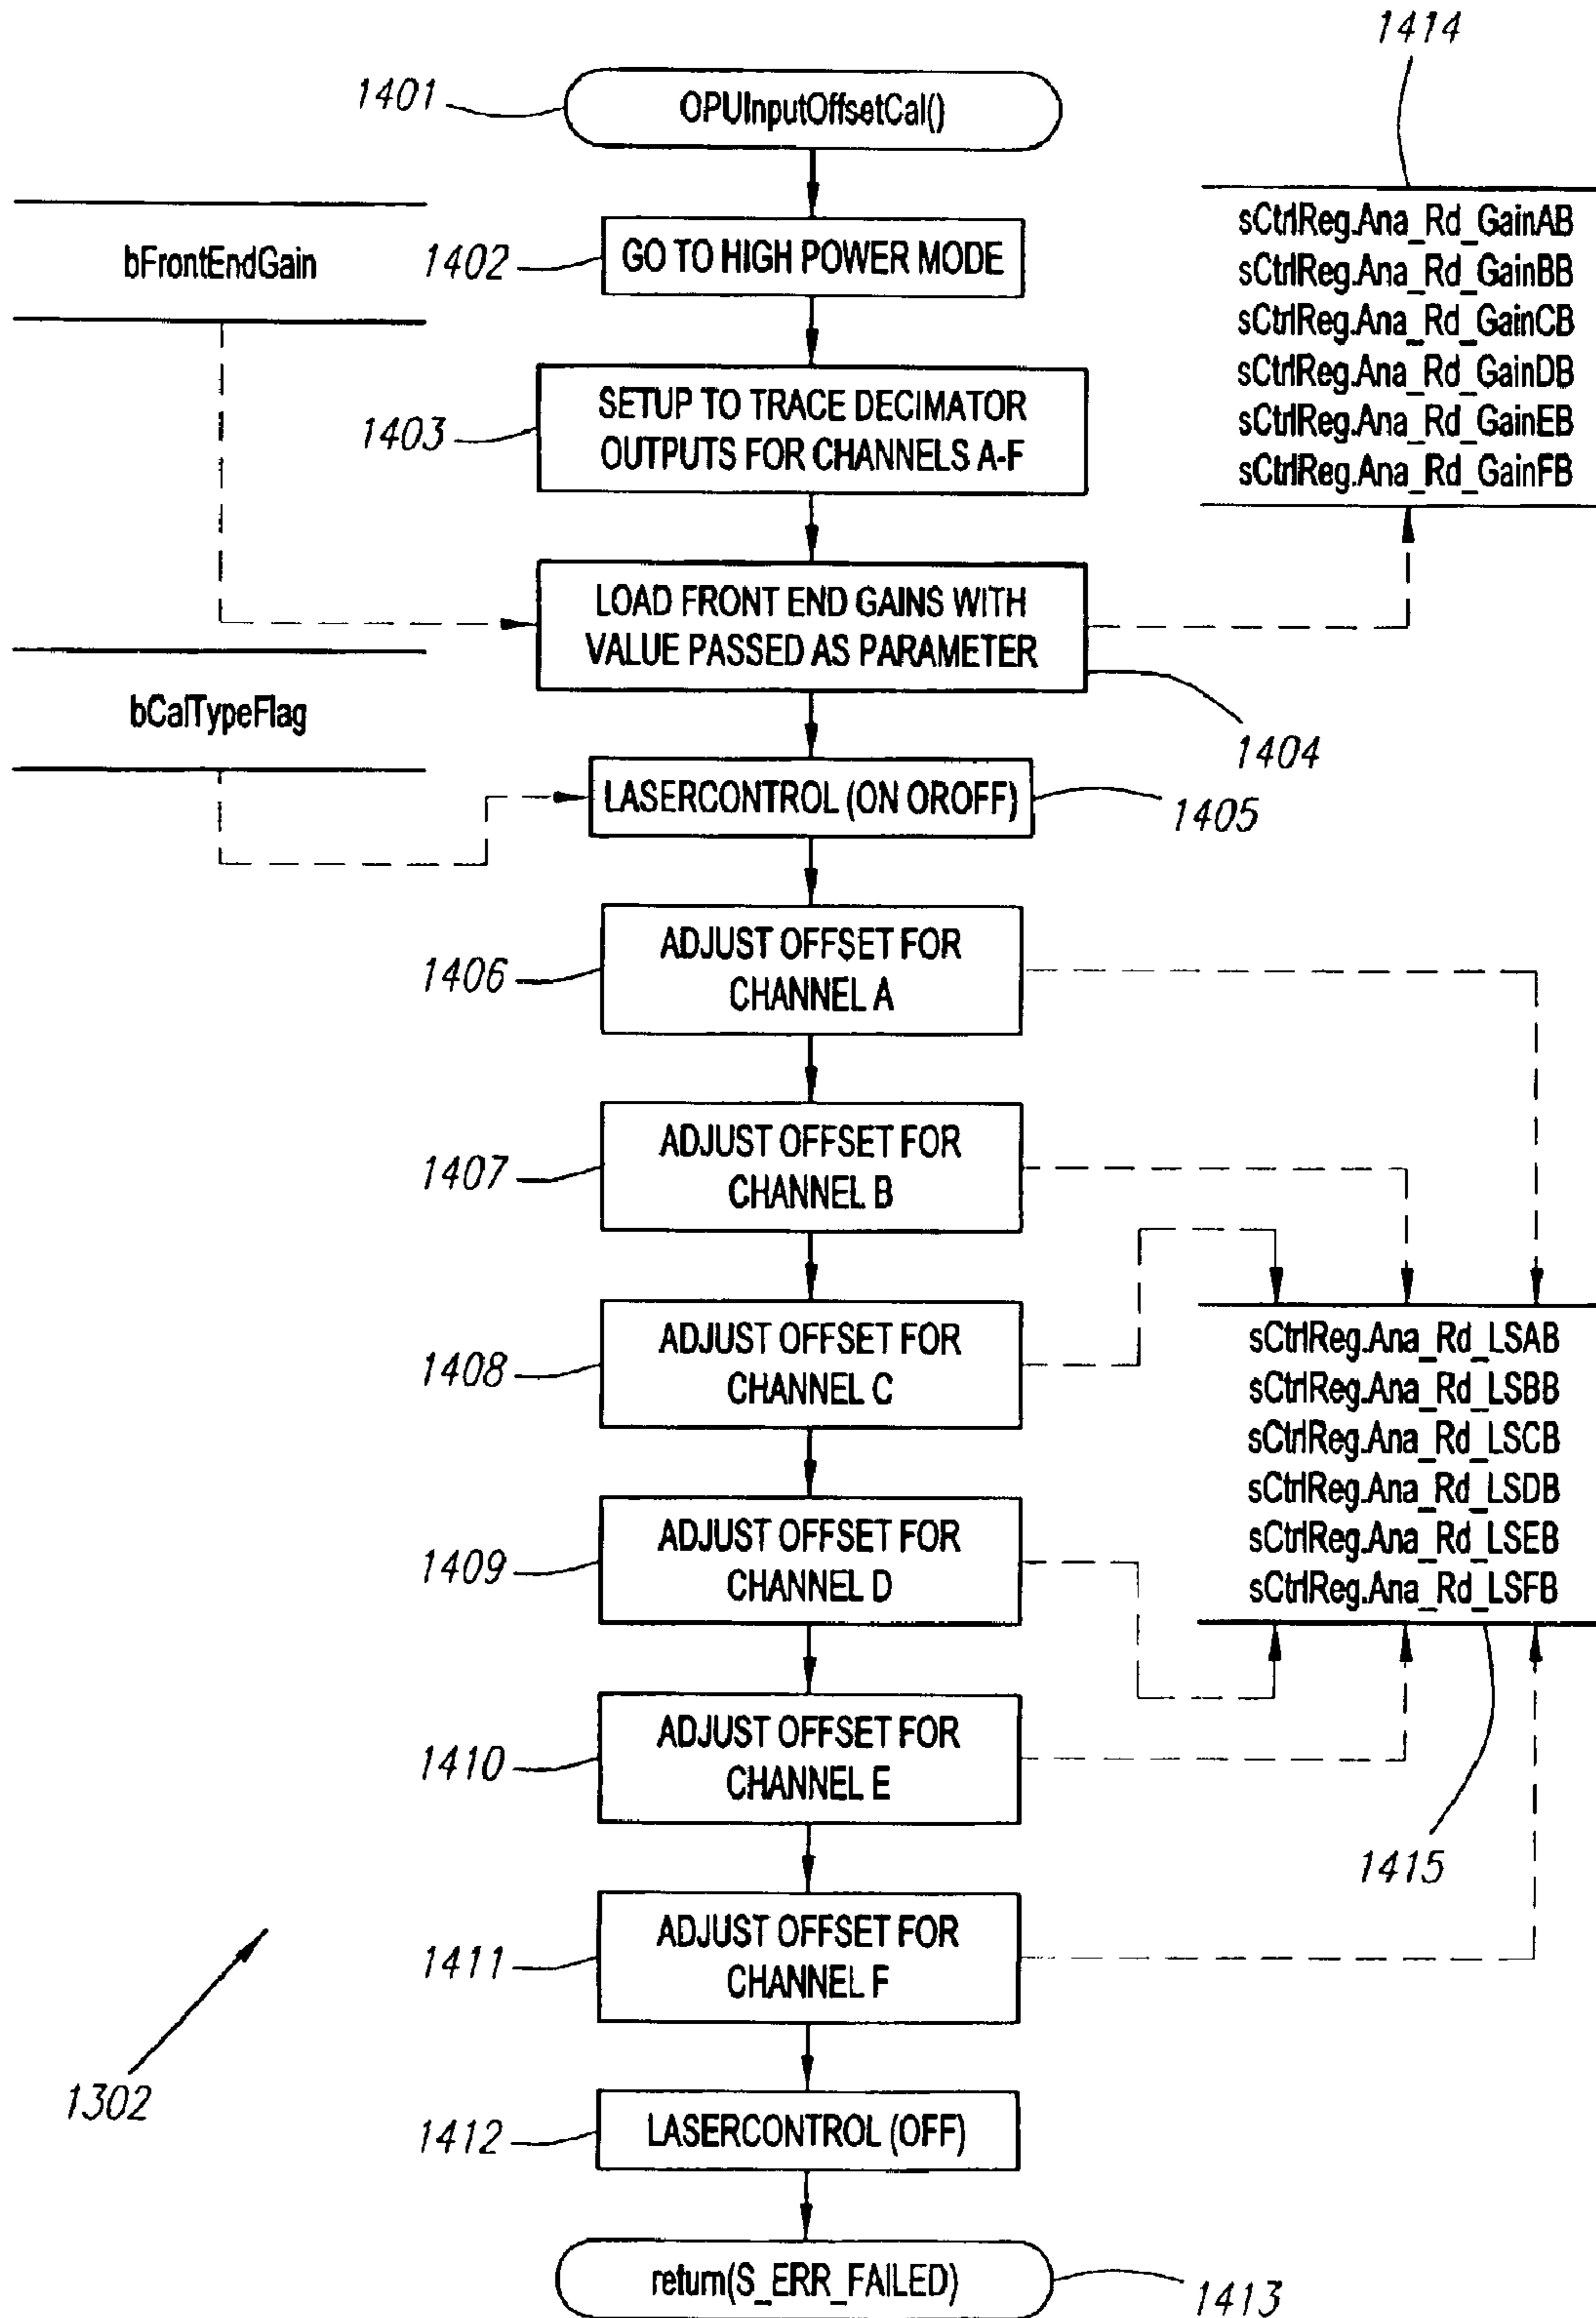 1414
1401
OPUInputOffsetCal()
bFrontEndGain
1402
GO TO HIGH POWER MODE
sCtrlReg.Ana_Rd_GainAB
sCtrlReg.Ana_Rd_GainBB
sCtrlReg.Ana_Rd_GainCB
sCtrlReg.Ana_Rd_GainDB
sCtrlReg.Ana_Rd_GainEB
sCtrlReg.Ana_Rd_GainFB
1403
SETUP TO TRACE DECIMATOR
OUTPUTS FOR CHANNELS A-F
LOAD FRONT END GAINS WITH
VALUE PASSED AS PARAMETER
1404
bCalTypeFlag
LASERCONTROL (ON OROFF)
1405
1406
ADJUST OFFSET FOR
CHANNEL A
1407
ADJUST OFFSET FOR
CHANNEL B
1408
ADJUST OFFSET FOR
CHANNEL C
sCtrlReg.Ana_Rd_LSAB
sCtrlReg.Ana_Rd_LSBB
sCtrlReg.Ana_Rd_LSCB
sCtrlReg.Ana_Rd_LSDB
sCtrlReg.Ana_Rd_LSEB
sCtrlReg.Ana_Rd_LSFB
1415
1409
ADJUST OFFSET FOR
CHANNEL D
1410
ADJUST OFFSET FOR
CHANNEL E
1411
ADJUST OFFSET FOR
CHANNEL F
1302
1412
LASERCONTROL (OFF)
return(S_ERR_FAILED)
1413